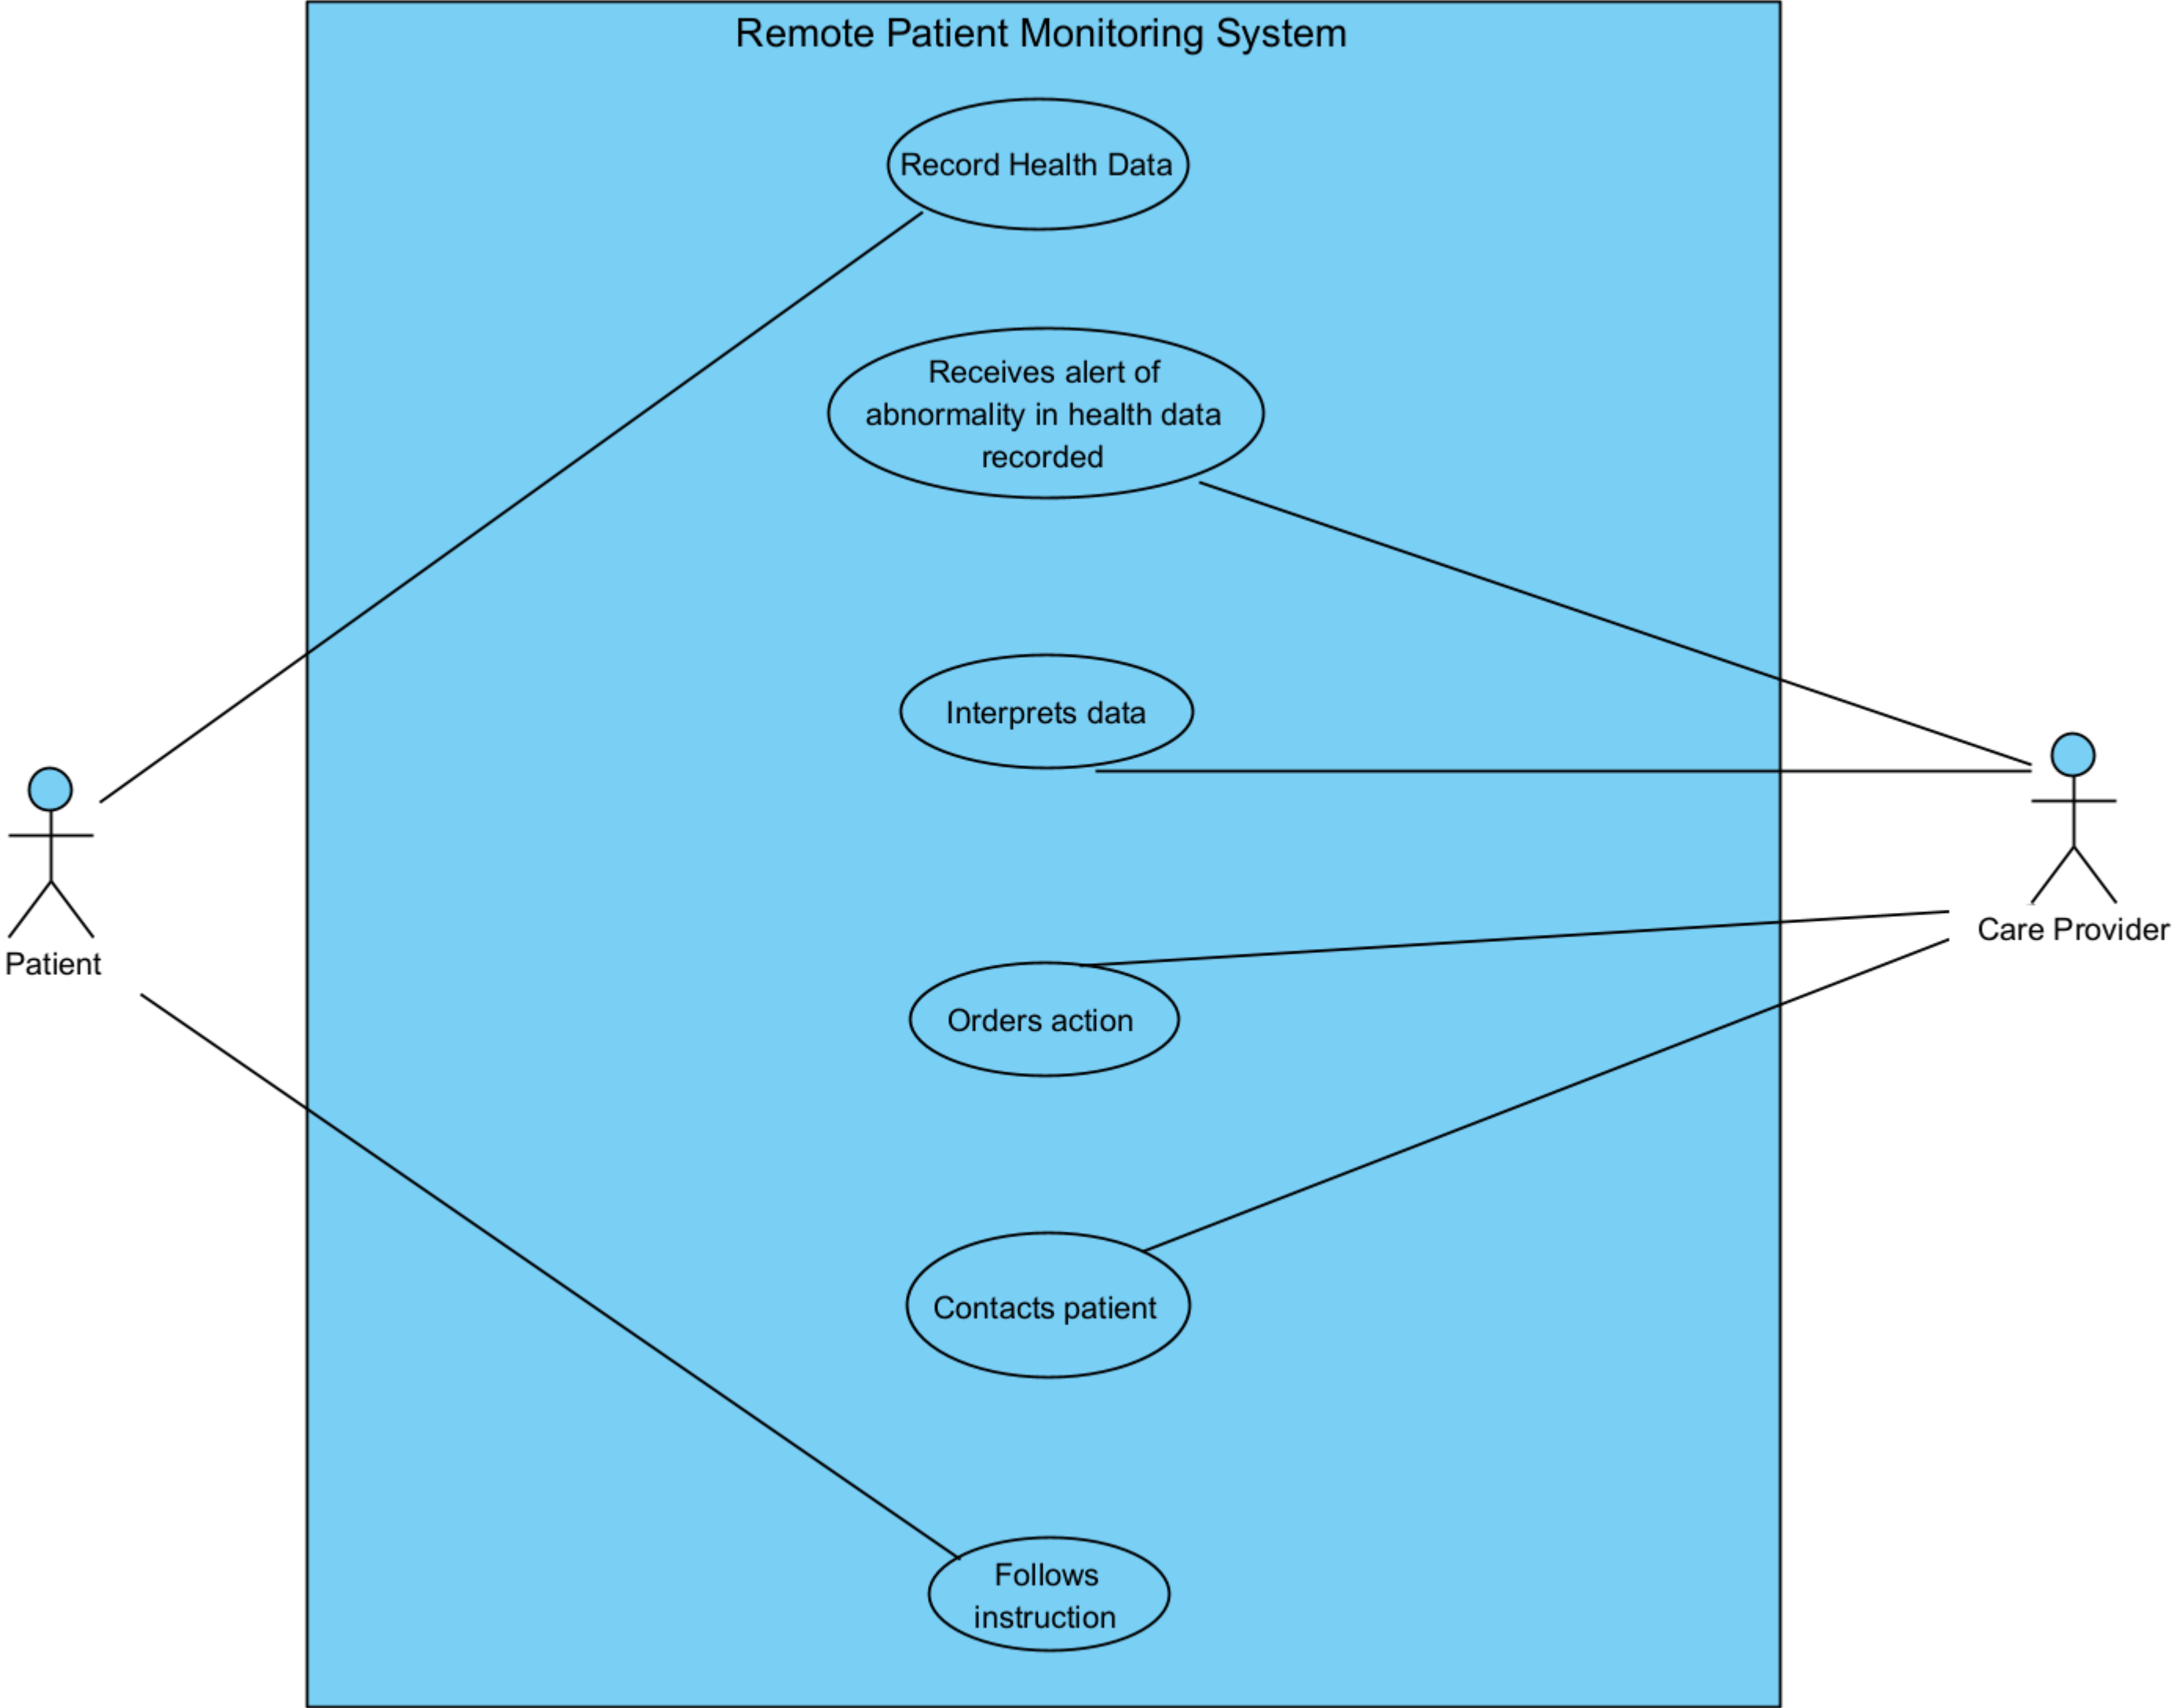 Remote Patient Monitoring System
Record Health Data
Receives alert of
abnormality in health data
recorded
Interprets data
Patient
Care Provider
Orders action
Contacts patient
Follows
instruction